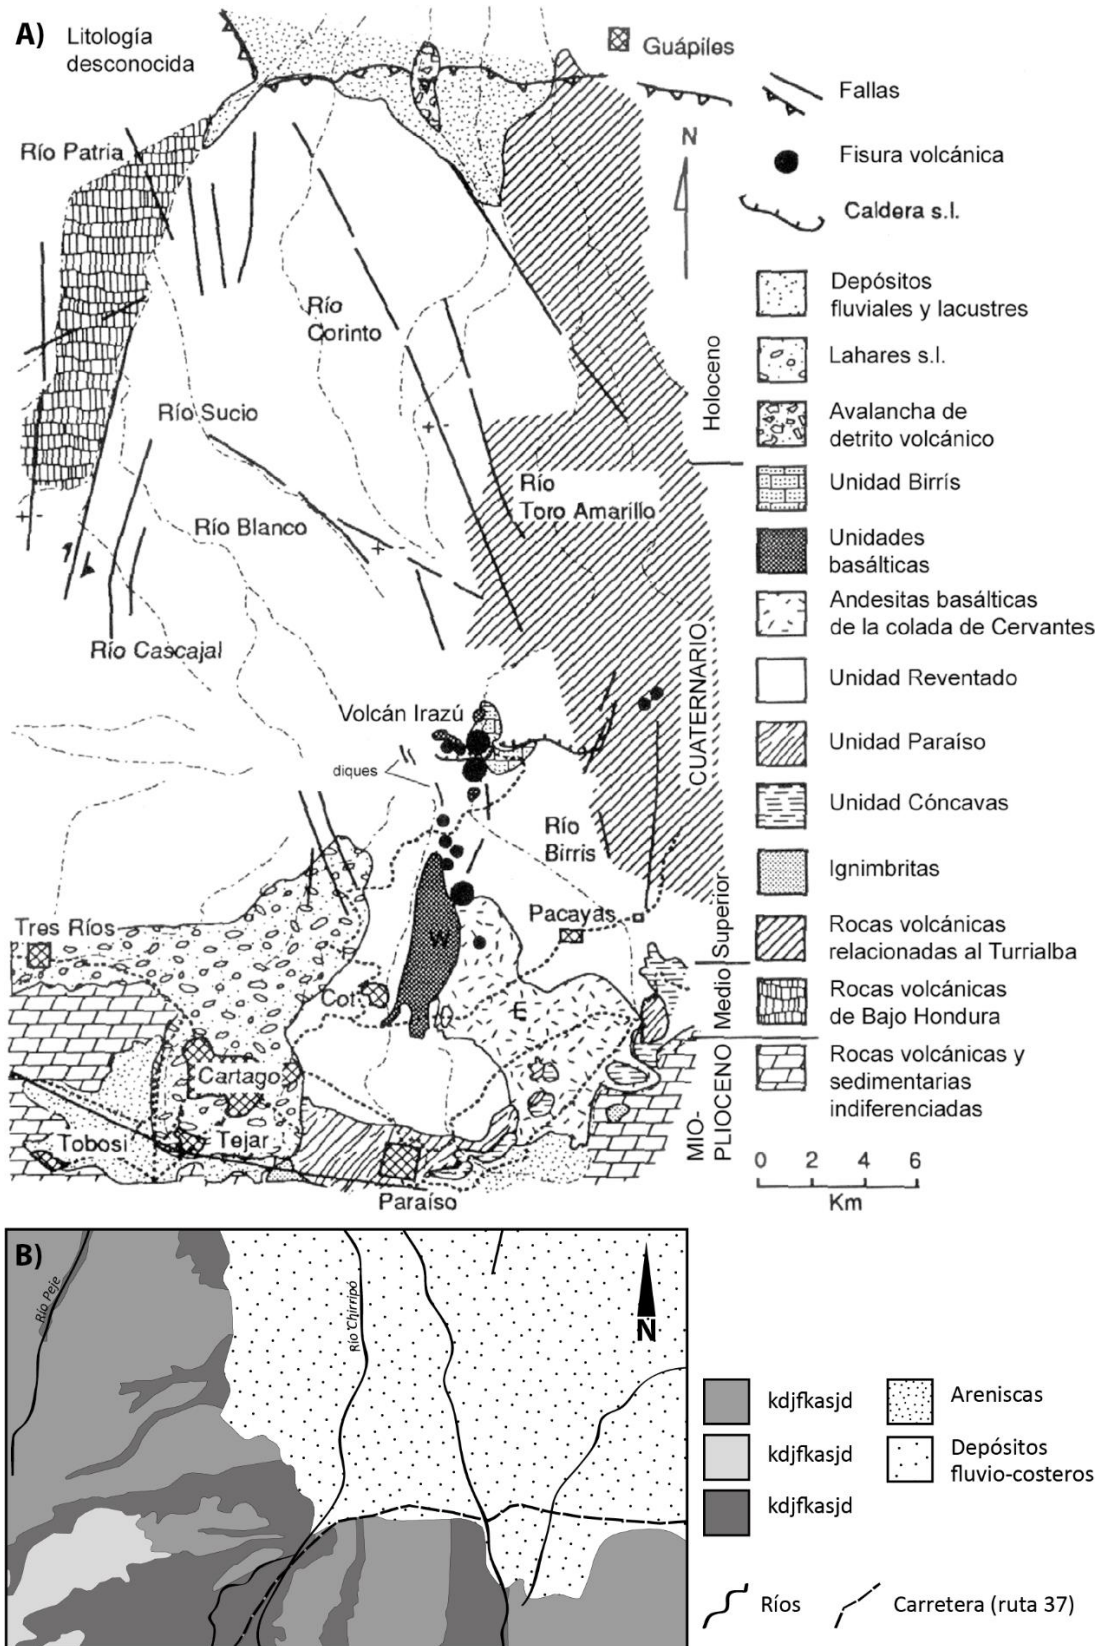 A)
Litología
desconocida
Guápiles
Río Patria
N
Río
Corinto
Río Sucio
+ -
Río
Toro Amarillo
Río Blanco
+ -
+ -
Río Cascajal
Volcán Irazú
diques
Río
Birrís
Pacayas
Tres Ríos
W
Cot
E
Cartago
Tobosi
Tejar
Paraíso
Fallas
Fisura volcánica
Caldera s.l.
Depósitos
fluviales y lacustres
Lahares s.l.
Avalancha de
detrito volcánico
Unidad Birrís
Unidades
basálticas
Andesitas basálticas
de la colada de Cervantes
Unidad Reventado
Unidad Paraíso
Unidad Cóncavas
Ignimbritas
Rocas volcánicas
relacionadas al Turrialba
Rocas volcánicas
de Bajo Hondura
Rocas volcánicas y
sedimentarias
indiferenciadas
Holoceno
CUATERNARIO
Superior
Medio
MIO-
PLIOCENO
0 2 4 6
Km
B)
Río Peje
Río Chirripó
N
kdjfkasjd
kdjfkasjd
kdjfkasjd
Areniscas
Depósitos
fluvio-costeros
Ríos
Carretera (ruta 37)